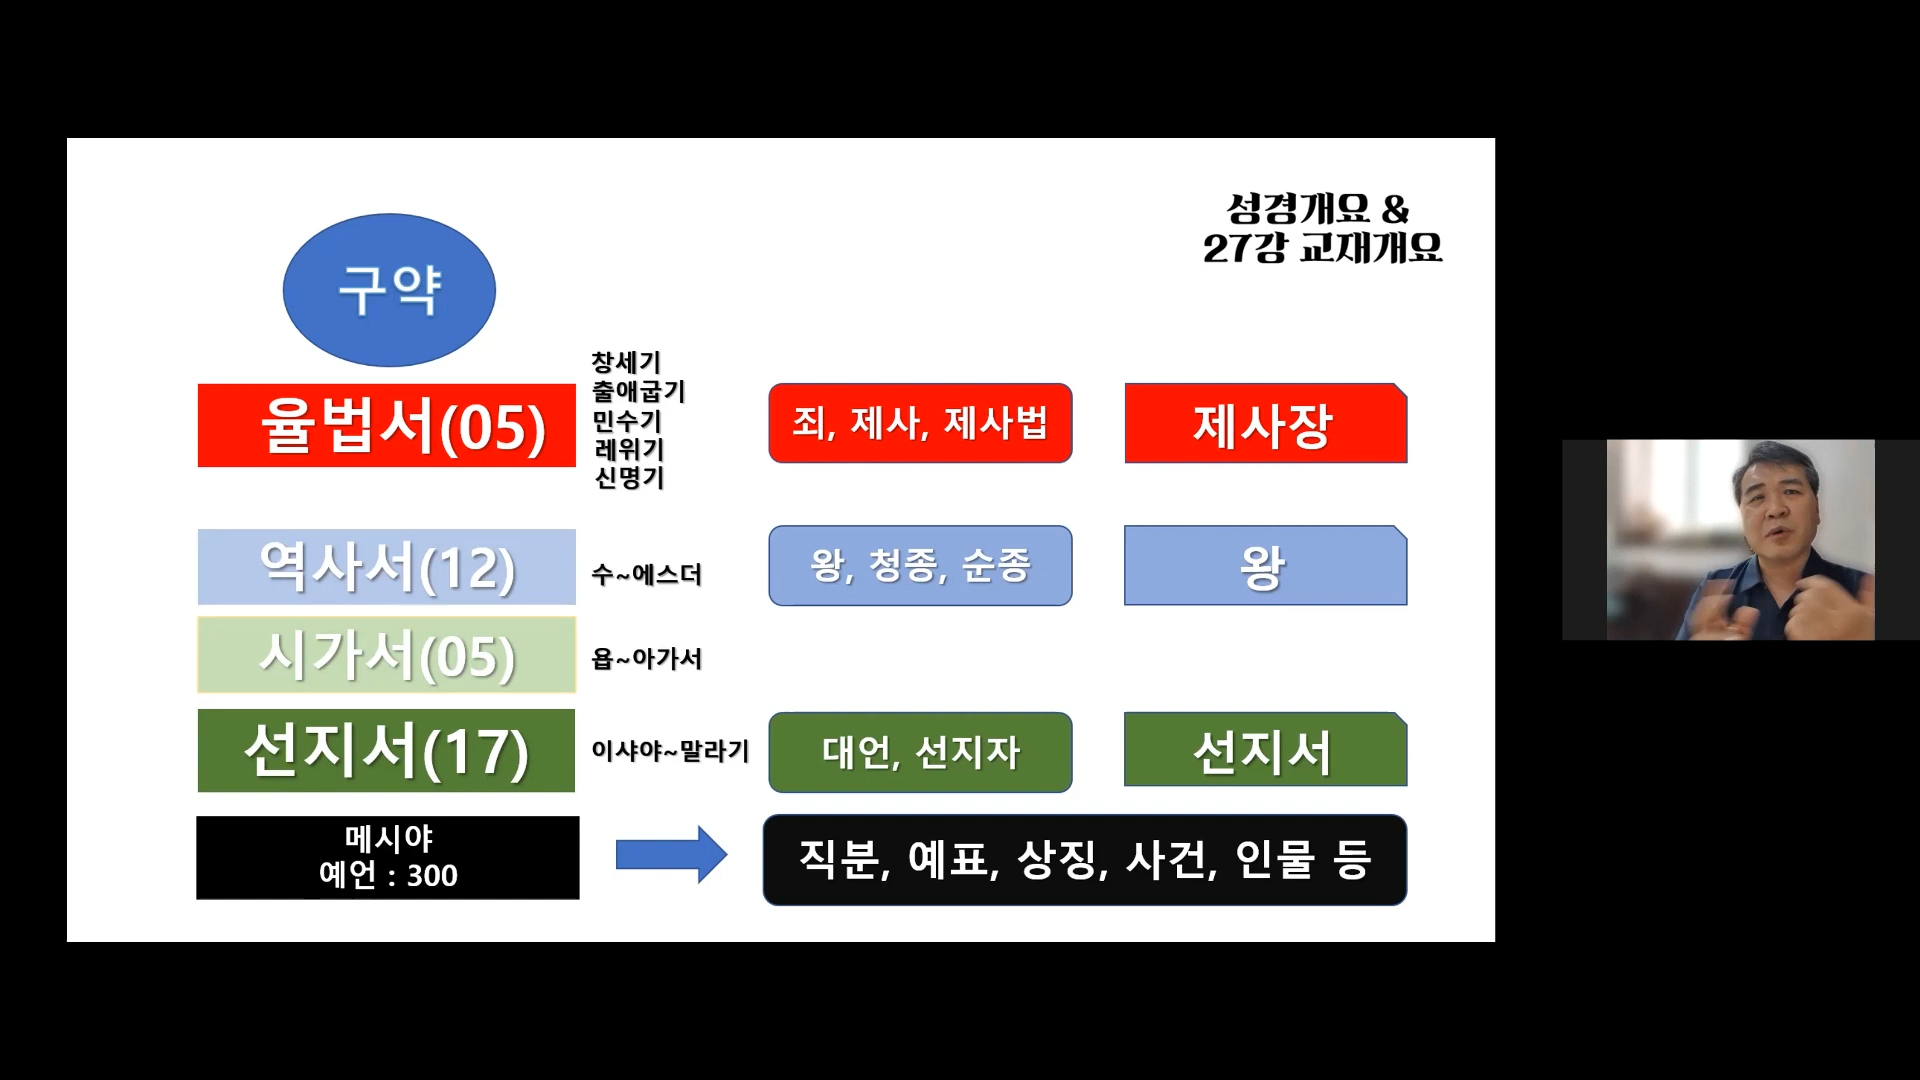 성경개요 &
27강 교재개요
구약
율법서(05)
창세기
출애굽기
민수기
레위기
신명기
죄, 제사, 제사법
제사장
역사서(12)
수~에스더
왕, 청종, 순종
왕
시가서(05)
욥~아가서
선지서(17)
이샤야~말라기
대언, 선지자
선지서
메시야
예언 : 300
직분, 예표, 상징, 사건, 인물 등